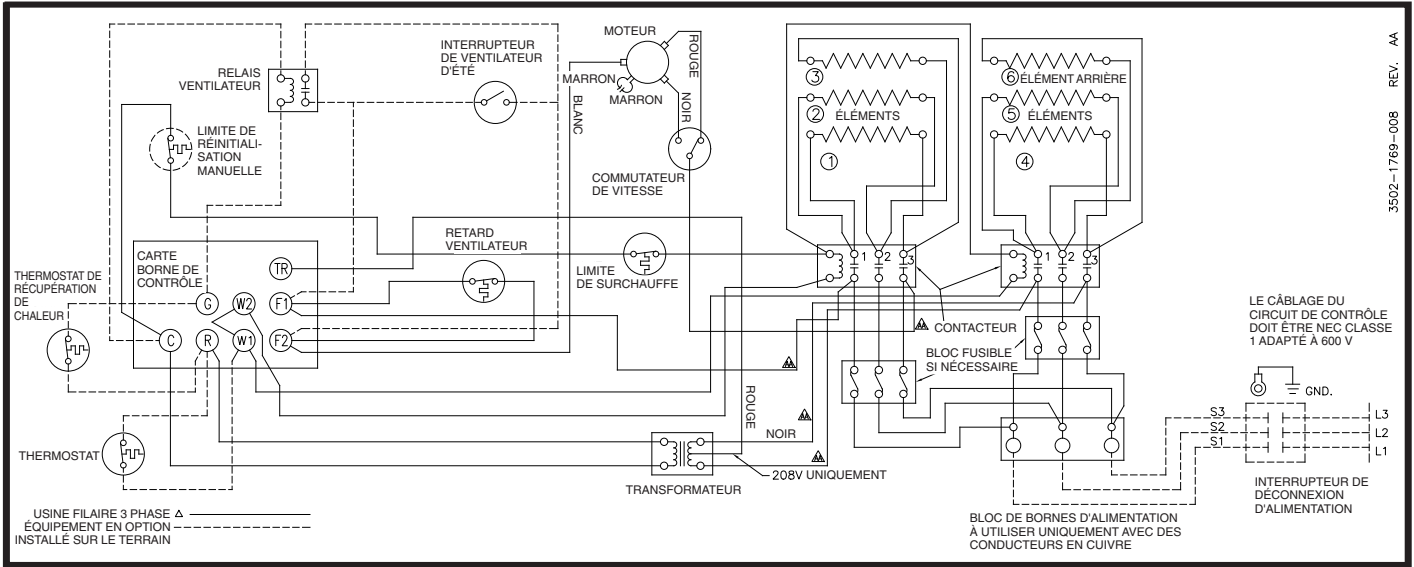 MOTEUR
ROUGE
INTERRUPTEUR
DE VENTILATEUR
D'ÉTÉ
RELAIS
VENTILATEUR
MARRON
MARRON
BLANC
NOIR
LIMITE DE
RÉINITIALI-
SATION
MANUELLE
COMMUTATEUR
DE VITESSE
3
2 ÉLÉMENTS
1
6 ÉLÉMENT ARRIÈRE
5 ÉLÉMENTS
4
3502-1769-008 REV. AA
RETARD
VENTILATEUR
LIMITE
DE SURCHAUFFE
1 2 3
1 2 3
CARTE
BORNE DE
CONTRÔLE
TR
G W2 F1
C R W1 F2
THERMOSTAT DE
RÉCUPÉRATION
DE
CHALEUR
CONTACTEUR
BLOC FUSIBLE
SI NÉCESSAIRE
LE CÂBLAGE DU
CIRCUIT DE CONTRÔLE
DOIT ÊTRE NEC CLASSE
1 ADAPTÉ À 600 V
GND.
ROUGE
NOIR
S3 L3
S2 L2
S1 L1
THERMOSTAT
208V UNIQUEMENT
TRANSFORMATEUR
INTERRUPTEUR DE
DÉCONNEXION
D'ALIMENTATION
USINE FILAIRE 3 PHASE Δ
ÉQUIPEMENT EN OPTION
INSTALLÉ SUR LE TERRAIN
BLOC DE BORNES D'ALIMENTATION
À UTILISER UNIQUEMENT AVEC DES
CONDUCTEURS EN CUIVRE